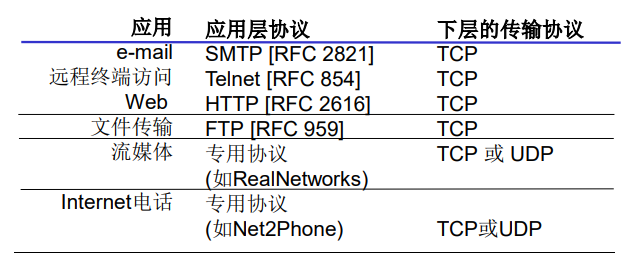 应用 应用层协议 下层的传输协议
e-mail SMTP [RFC 2821] TCP
远程终端访问 Telnet [RFC 854] TCP
Web HTTP [RFC 2616] TCP
文件传输 FTP [RFC 959] TCP
流媒体 专用协议 TCP 或 UDP
(如RealNetworks)
Internet电话 专用协议
(如Net2Phone) TCP或UDP